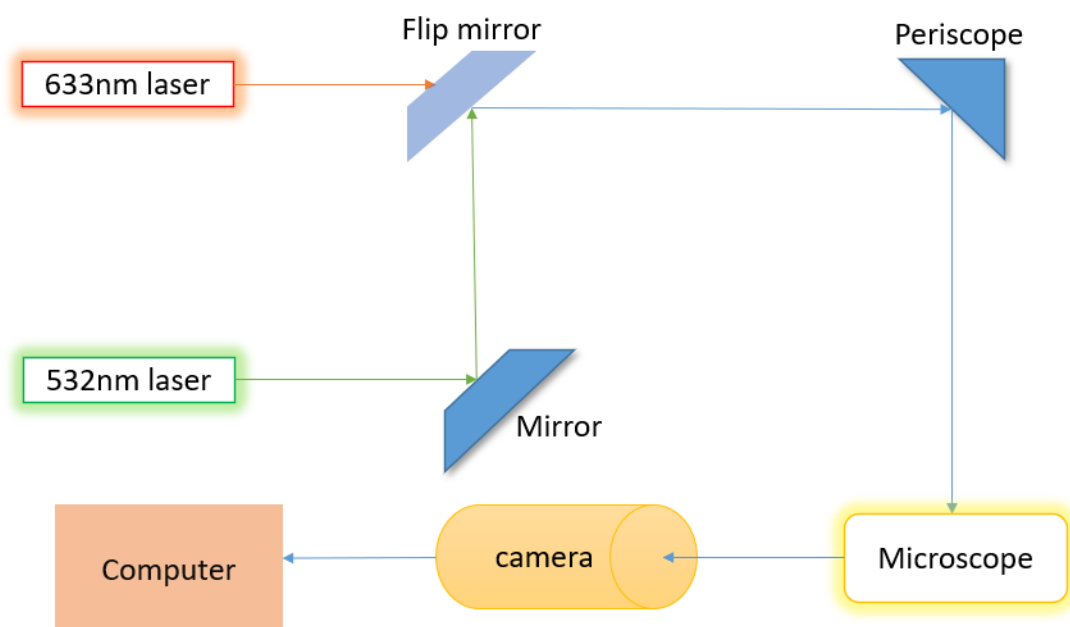 Flip mirror
Periscope
633nm laser
532nm laser
Mirror
Computer
camera
Microscope